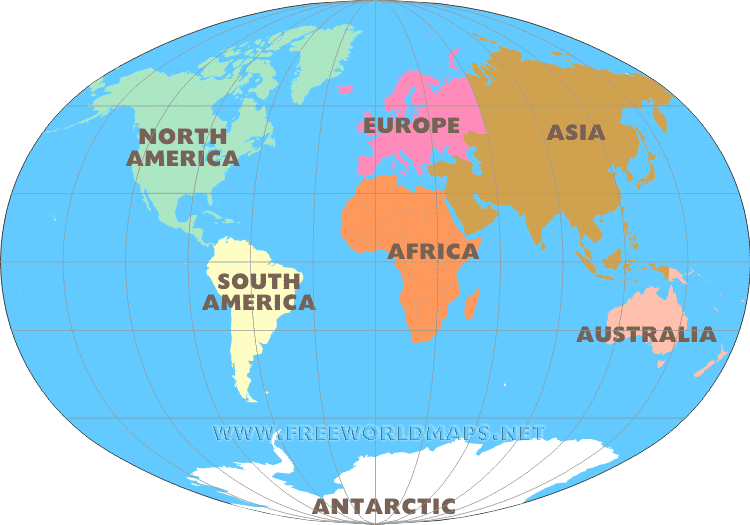 NORTH
AMERICA
EUROPE
ASIA
AFRICA
SOUTH
AMERICA
AUSTRALIA
WWW.FREEWORLDMAPS.NET
ANTARCTIC